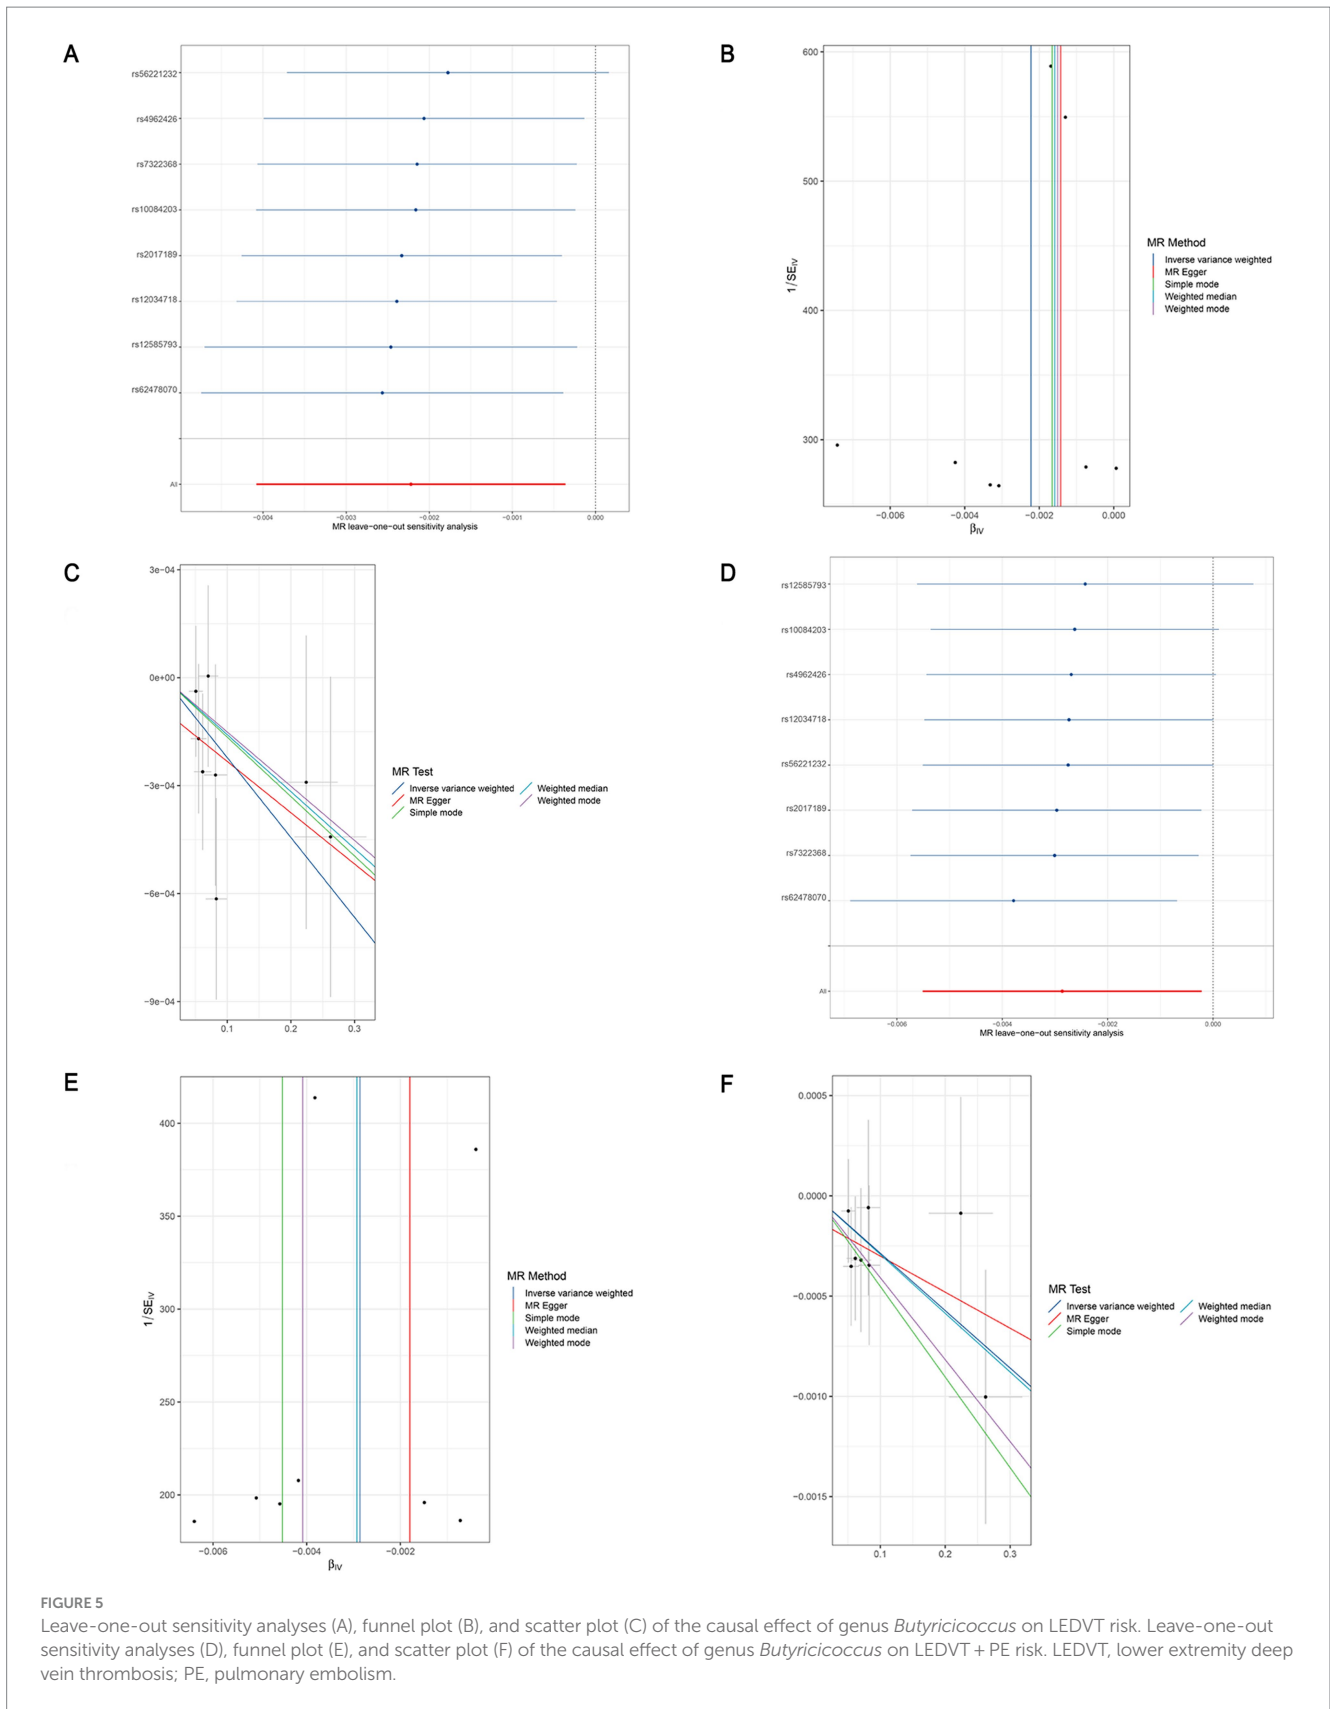 A
rs56221232
rs4962426
rs7322368
rs10084203
rs2017189
rs12034718
rs12585793
rs62478070
All
−0.004 −0.003 −0.002 −0.001 0.000
MR leave−one−out sensitivity analysis
B
600
500
400
300
1/SEIV
−0.006 −0.004 −0.002 0.000
βIV
MR Method
Inverse variance weighted
MR Egger
Simple mode
Weighted median
Weighted mode
C
3e−04
0e+00
−3e−04
−6e−04
−9e−04
0.1 0.2 0.3
MR Test
Inverse variance weighted Weighted median
MR Egger Weighted mode
Simple mode
D
rs12585793
rs10084203
rs4962426
rs12034718
rs56221232
rs2017189
rs7322368
rs62478070
All
−0.006 −0.004 −0.002 0.000
MR leave−one−out sensitivity analysis
E
400
350
300
250
200
1/SEIV
−0.006 −0.004 −0.002
βIV
MR Method
Inverse variance weighted
MR Egger
Simple mode
Weighted median
Weighted mode
F
0.0005
0.0000
−0.0005
−0.0010
−0.0015
0.1 0.2 0.3
MR Test
Inverse variance weighted Weighted median
MR Egger Weighted mode
Simple mode
FIGURE 5
Leave-one-out sensitivity analyses (A), funnel plot (B), and scatter plot (C) of the causal effect of genus Butyricicoccus on LEDVT risk. Leave-one-out
sensitivity analyses (D), funnel plot (E), and scatter plot (F) of the causal effect of genus Butyricicoccus on LEDVT + PE risk. LEDVT, lower extremity deep
vein thrombosis; PE, pulmonary embolism.